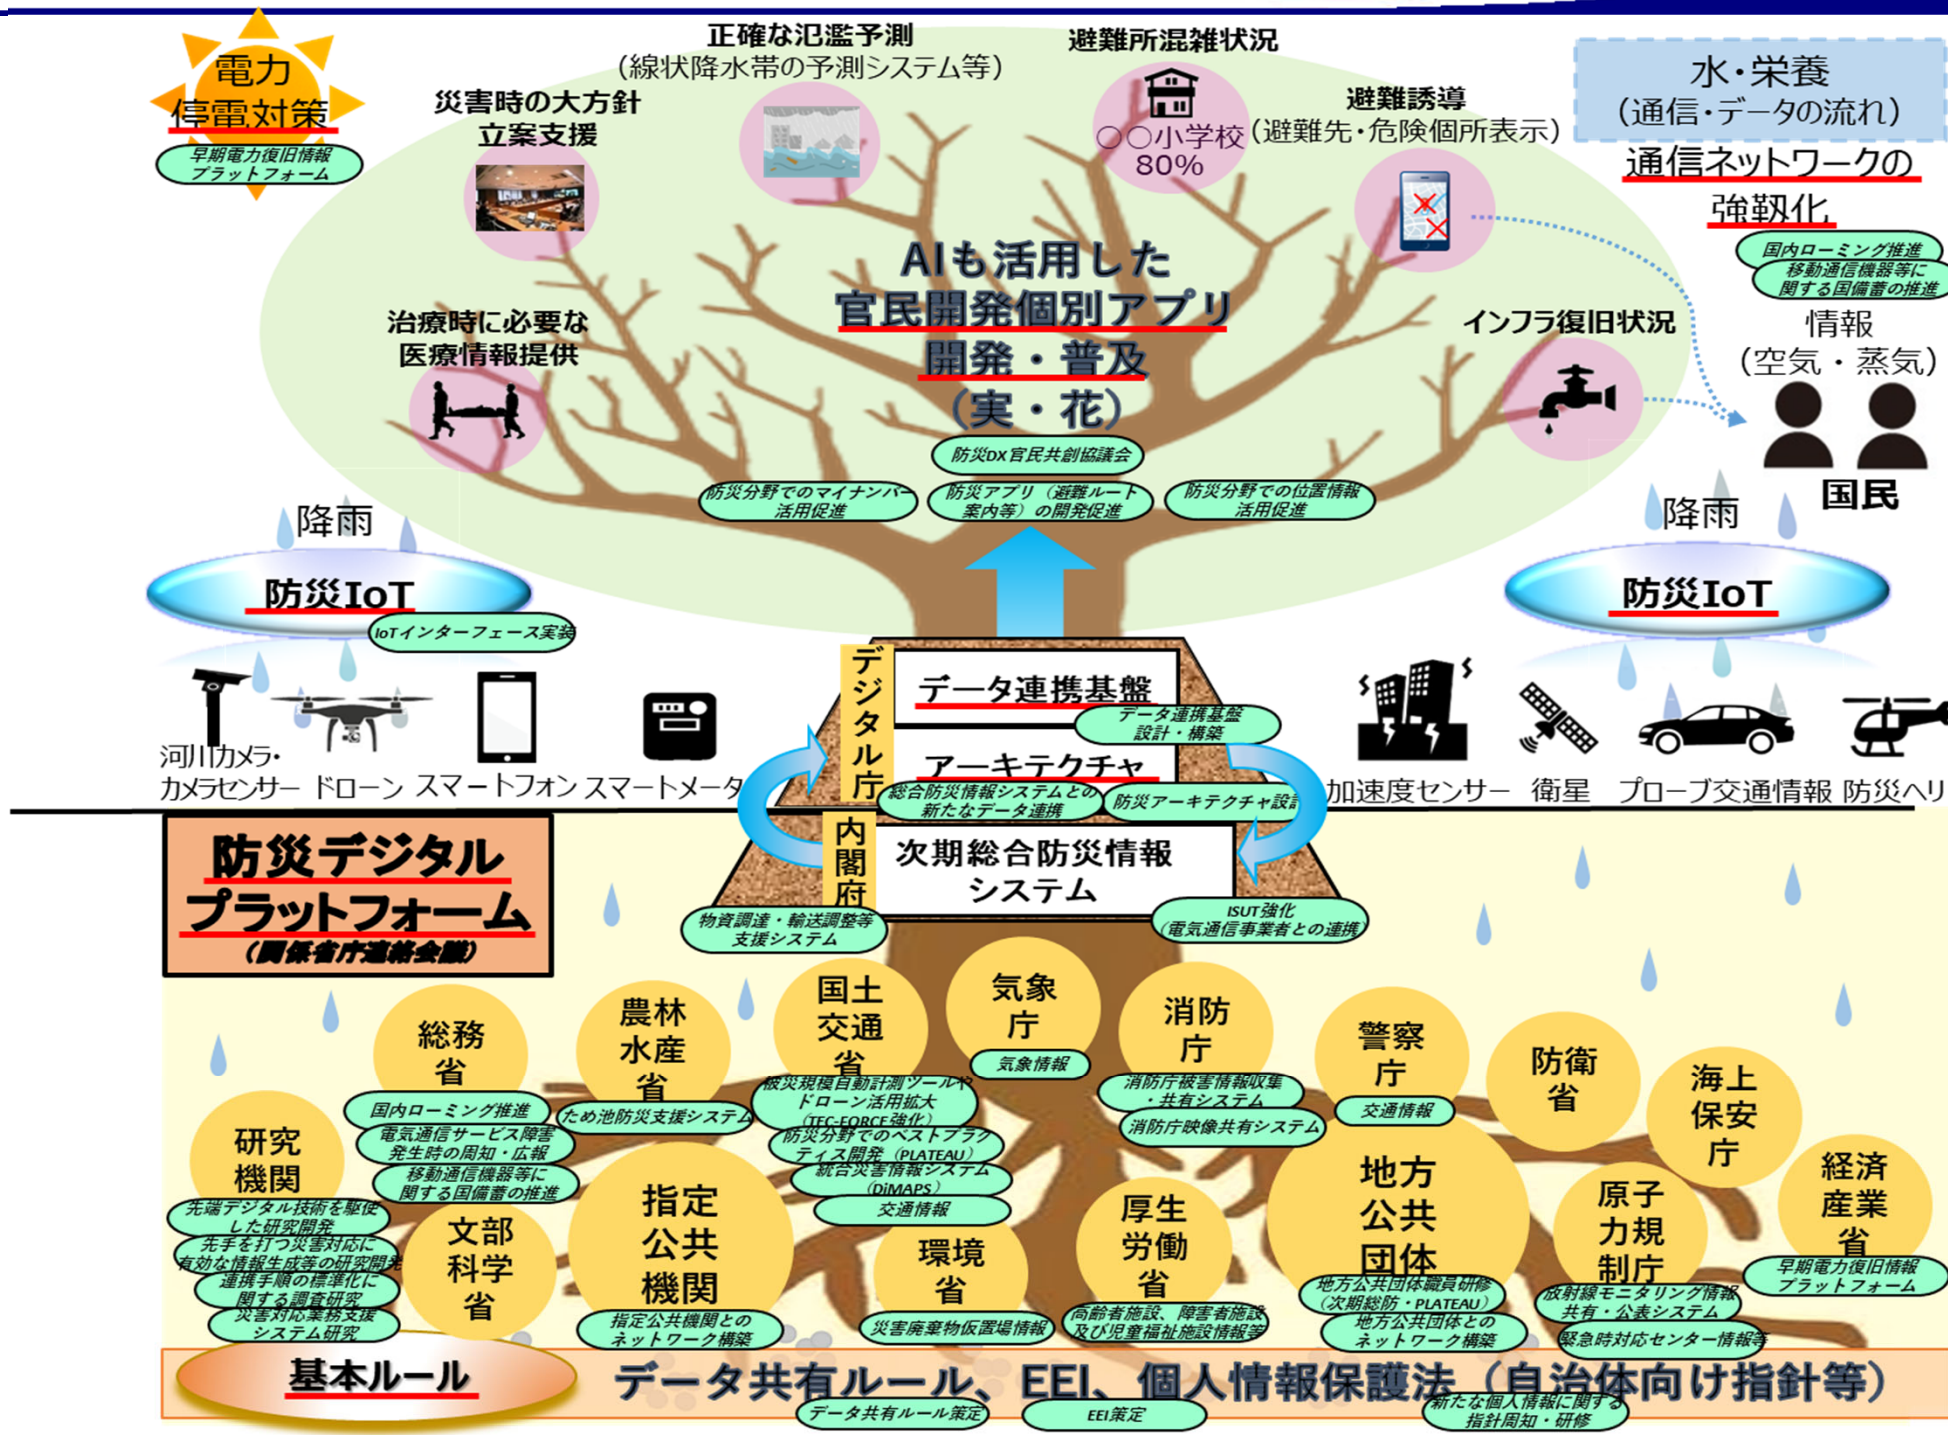 電力
停電対策
早期電力復旧情報
プラットフォーム
災害時の大方針
立案支援
正確な氾濫予測
（線状降水帯の予測システム等）
避難所混雑状況
〇〇小学校
80%
避難誘導
（避難先・危険個所表示）
水・栄養
（通信・データの流れ）
通信ネットワークの
強靱化
国内ローミング推進
移動通信機器等に
関する国備蓄の推進
情報
（空気・蒸気）
国民
治療時に必要な
医療情報提供
AIも活用した
官民開発個別アプリ
開発・普及
（実・花）
インフラ復旧状況
防災DX官民共創協議会
防災分野でのマイナンバー
活用促進
防災アプリ（避難ルート
案内等）の開発促進
防災分野での位置情報
活用促進
降雨
防災IoT
IoTインターフェース実装
降雨
防災IoT
河川カメラ・
カメラセンサー
ドローン
スマートフォン
スマートメータ
加速度センサー
衛星
プローブ交通情報
防災ヘリ
デジタル庁
データ連携基盤
データ連携基盤
設計・構築
アーキテクチャ
総合防災情報システムとの
新たなデータ連携
防災アーキテクチャ設計
内閣府
次期総合防災情報
システム
物資調達・輸送調整等
支援システム
ISUT強化
（電気通信事業者との連携）
防災デジタル
プラットフォーム
（関係省庁連絡会議）
総務
省
国内ローミング推進
電気通信サービス障害
発生時の周知・広報
移動通信機器等に
関する国備蓄の推進
農林
水産
省
ため池防災支援システム
国土
交通
省
被災規模自動計測ツールや
ドローン活用拡大
（TEC-FORCE強化）
防災分野でのベストプラク
ティス開発（PLATEAU）
統合災害情報システム
（DiMAPS）
交通情報
気象
庁
気象情報
消防
庁
消防庁被害情報収集
・共有システム
消防庁映像共有システム
警察
庁
交通情報
防衛
省
海上
保安
庁
研究
機関
先端デジタル技術を駆使
した研究開発
先手を打つ災害対応に
有効な情報生成等の研究開発
連携手順の標準化に
関する調査研究
災害対応業務支援
システム研究
文部
科学
省
指定
公共
機関
指定公共機関との
ネットワーク構築
環境
省
災害廃棄物仮置場情報
厚生
労働
省
高齢者施設、障害者施設
及び児童福祉施設情報等
地方
公共
団体
地方公共団体職員研修
（次期総防・PLATEAU）
地方公共団体との
ネットワーク構築
原子
力規
制庁
放射線モニタリング情報
共有・公表システム
緊急時対応センター情報等
経済
産業
省
早期電力復旧情報
プラットフォーム
基本ルール
データ共有ルール、EEI、個人情報保護法（自治体向け指針等）
データ共有ルール策定
EEI策定
新たな個人情報に関する
指針周知・研修